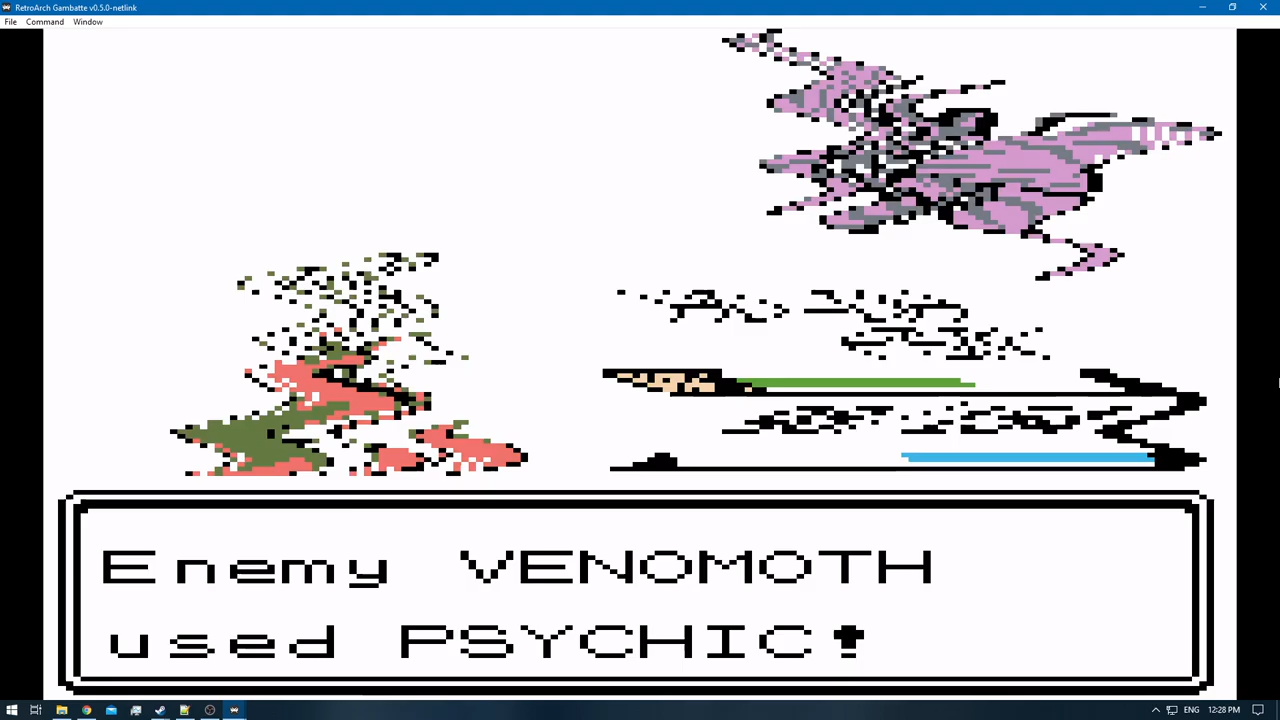 RetroArch Gambatte v0.5.0-netlink
File Command Window
Enemy VENOMOTH
used PSYCHIC!
ENG 12:28 PM